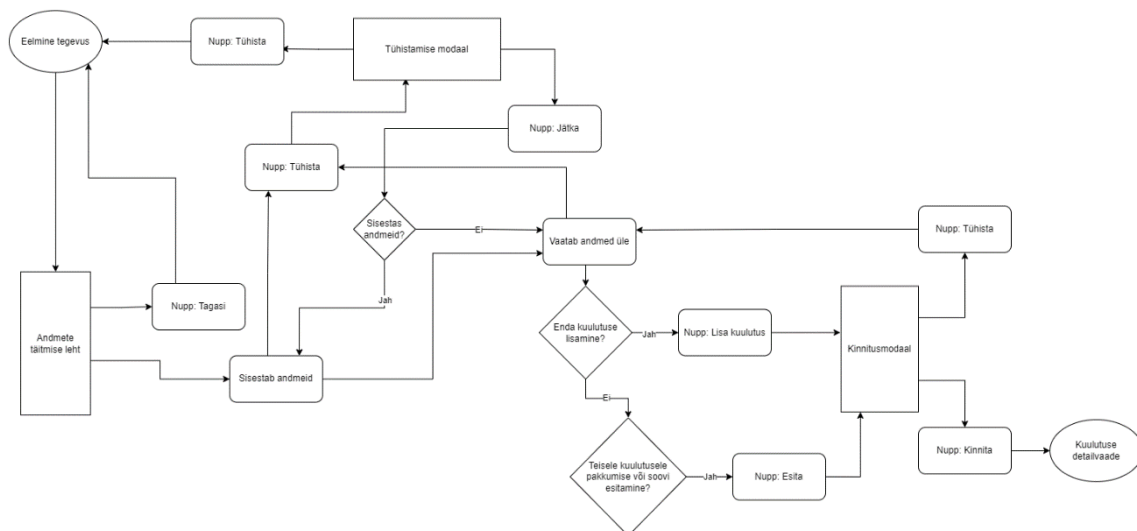 Eelmine tegevus
Nupp: Tühista
Tühistamise modaal
Nupp: Jätka
Nupp: Tühista
Sisestas
andmeid?
Ei
Vaatab andmed üle
Nupp: Tühista
Nupp: Tagasi
Jah
Andmete
täitmise leht
Sisestab andmeid
Enda kuulutuse
lisamine?
Jah
Nupp: Lisa kuulutus
Kinnitusmodaal
Ei
Teisele kuulutusele
pakkumise või soovi
esitamine?
Jah
Nupp: Esita
Nupp: Kinnita
Kuulutuse
detailvaade